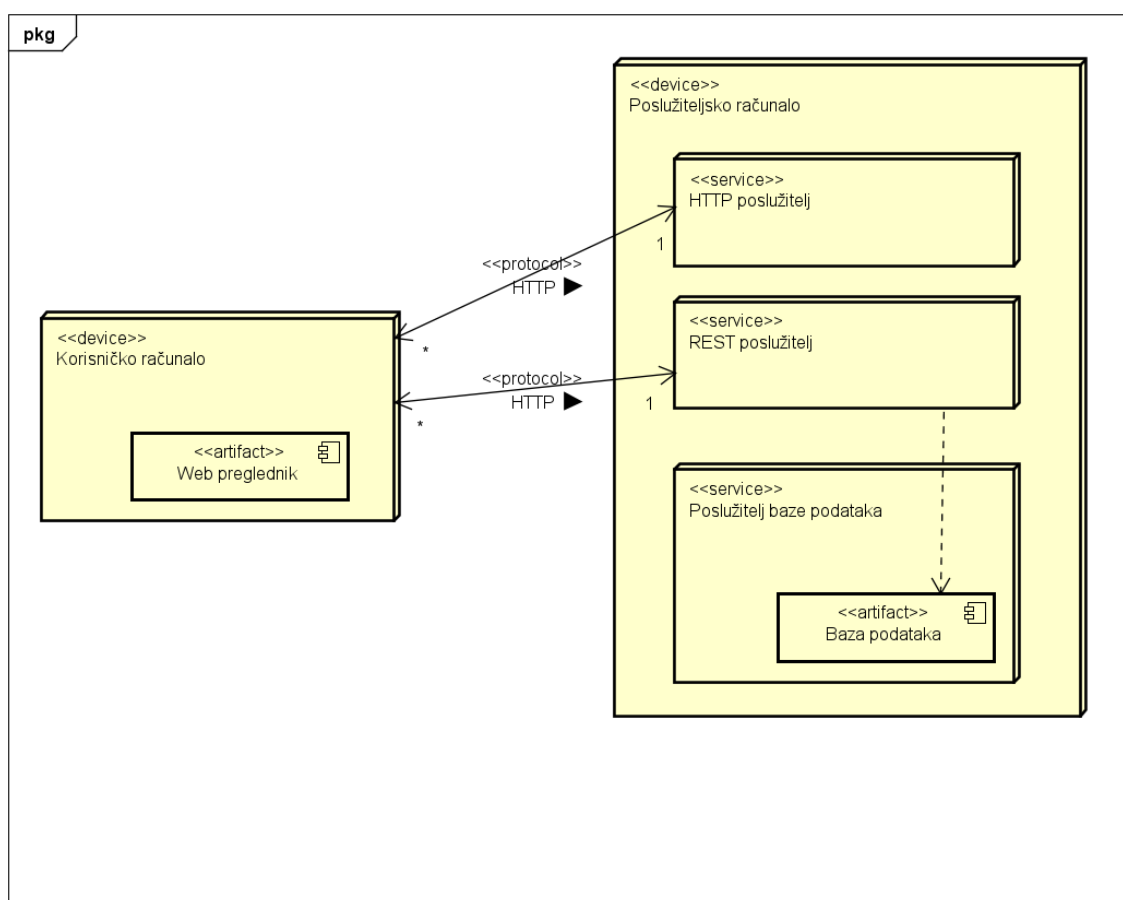 pkg
<<device>>
Poslužiteljsko računalo
<<service>>
HTTP poslužitelj
1
<<protocol>>
HTTP
*
<<device>>
Korisničko računalo
<<artifact>>
Web preglednik
<<protocol>>
HTTP
*
1
<<service>>
REST poslužitelj
<<service>>
Poslužitelj baze podataka
<<artifact>>
Baza podataka